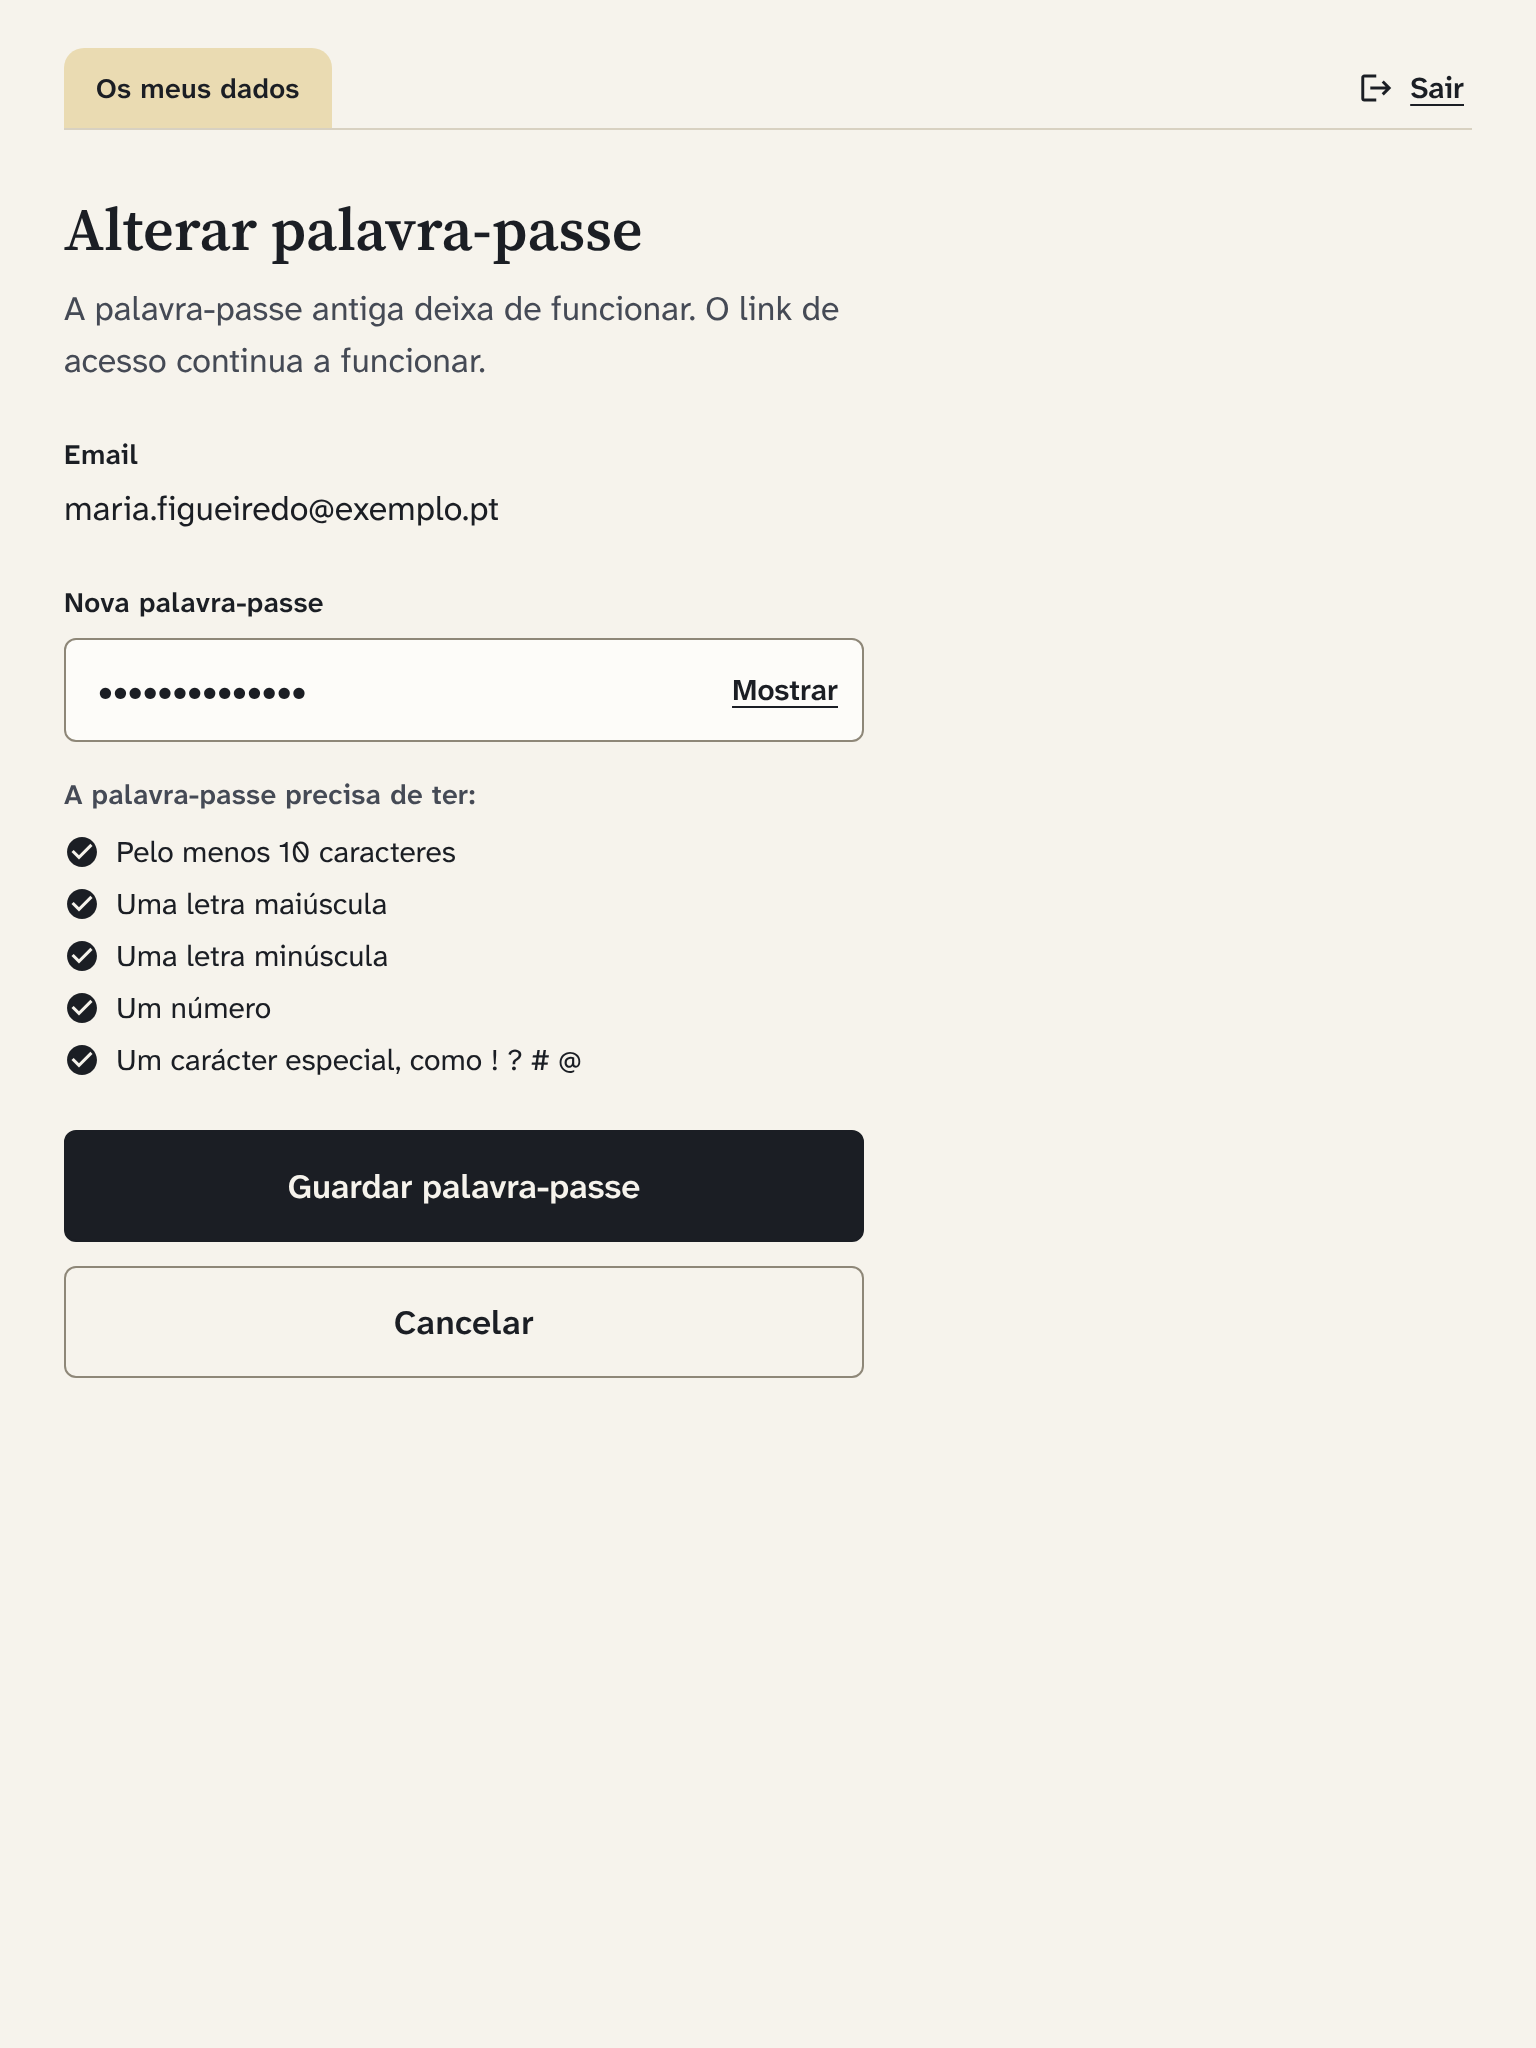 Os meus dados
Sair
Alterar palavra-passe
A palavra-passe antiga deixa de funcionar. O link de
acesso continua a funcionar.
Email
maria.figueiredo@exemplo.pt
Nova palavra-passe
••••••••••••••
Mostrar
A palavra-passe precisa de ter:
Pelo menos 10 caracteres
Uma letra maiúscula
Uma letra minúscula
Um número
Um carácter especial, como ! ? # @
Guardar palavra-passe
Cancelar